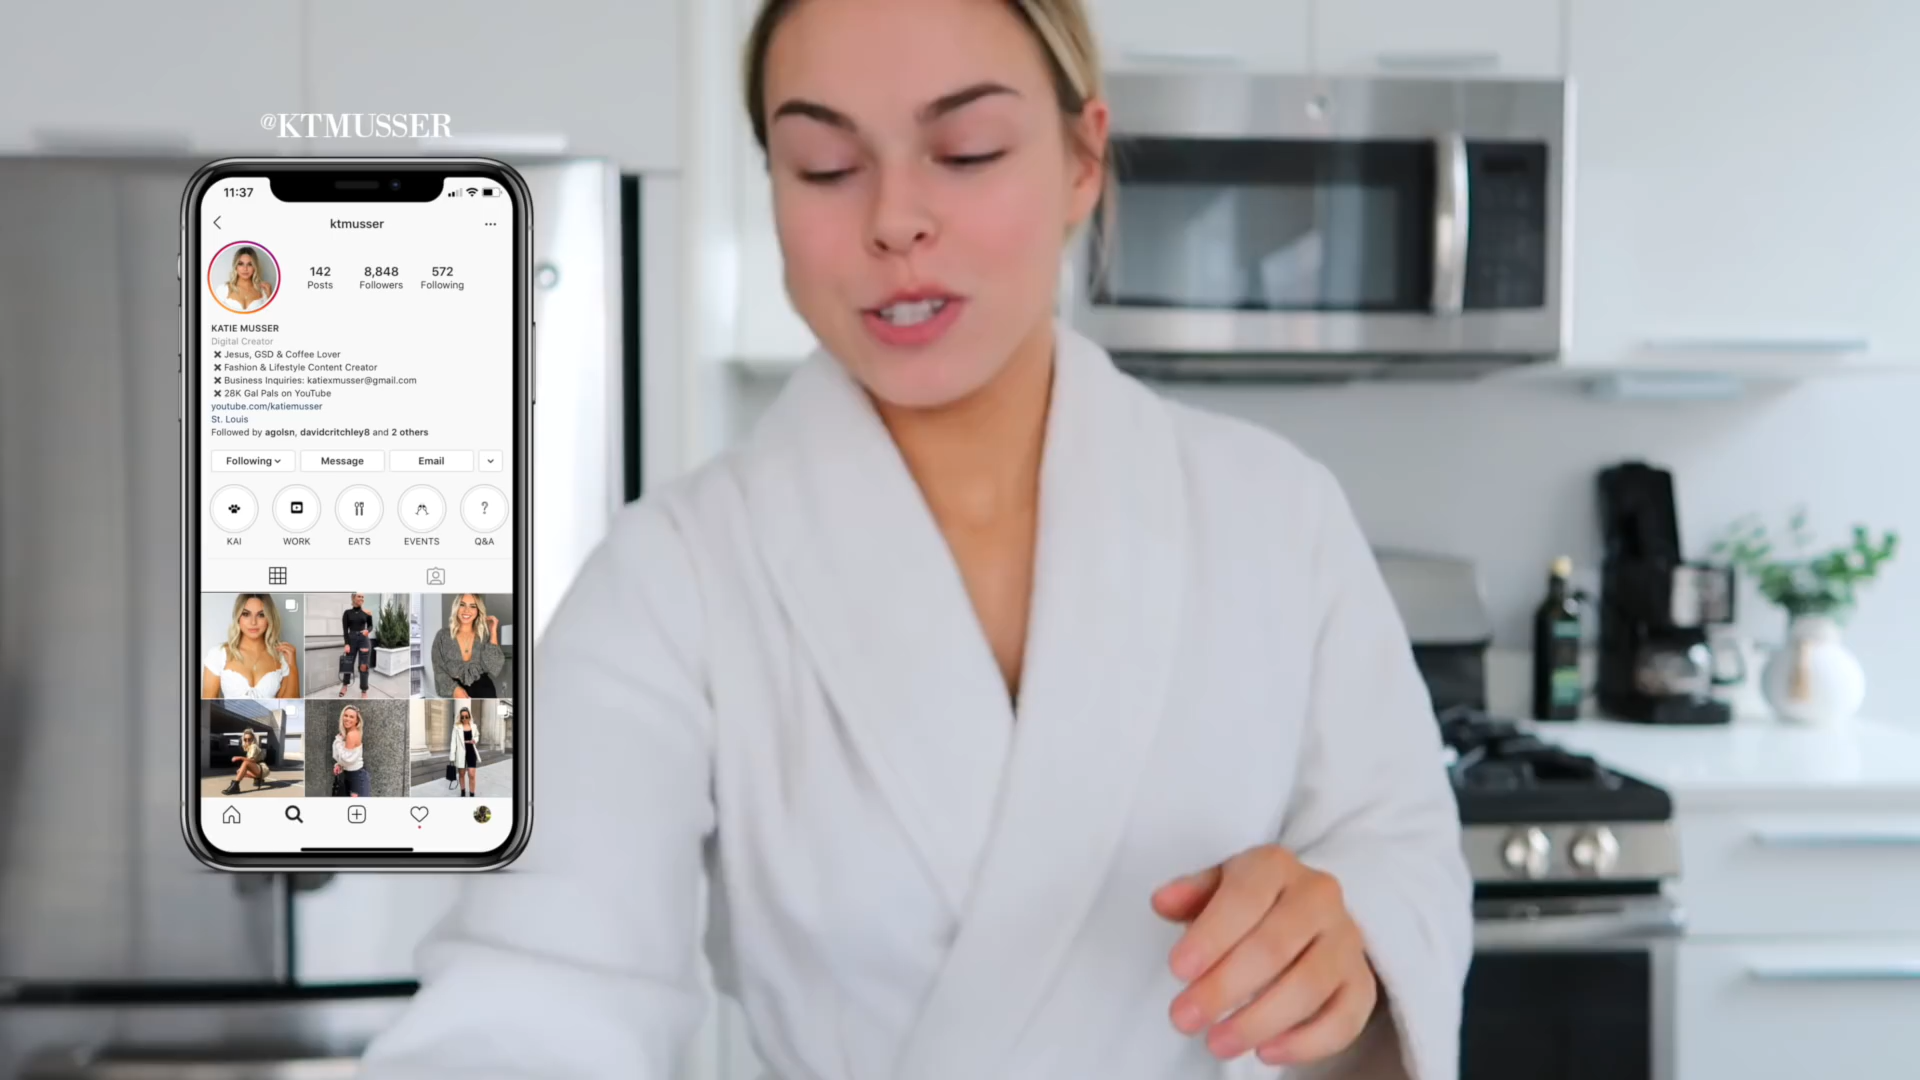 @KTMUSSER
11:37
ktmusser
142 8,848 572
Posts Followers Following
KATIE MUSSER
Digital Creator
Jesus, GSD & Coffee Lover
Fashion & Lifestyle Content Creator
Business Inquiries: katiexmusser@gmail.com
28K Gal Pals on YouTube
youtube.com/katiemusser
St. Louis
Followed by agolsn, davidcritchley8 and 2 others
Following Message Email
?
KAI WORK EATS EVENTS Q&A